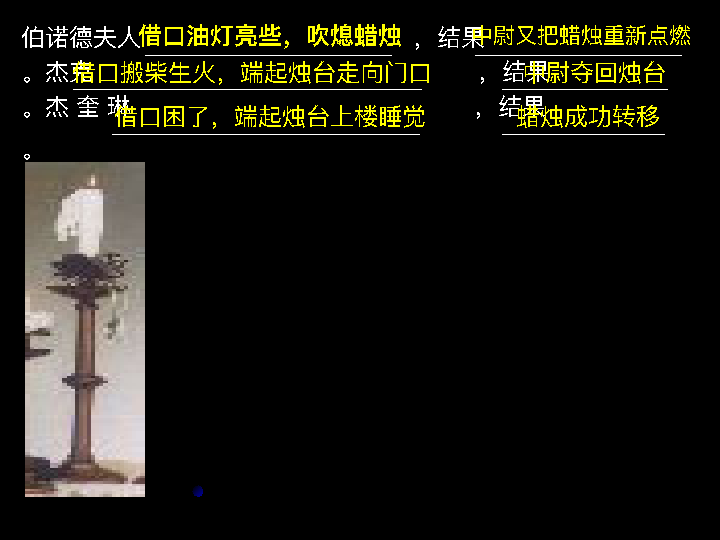 伯诺德夫人借口油灯亮些，吹熄蜡烛，结果中尉又把蜡烛重新点燃
。杰克借口搬柴生火，端起烛台走向门口，结果中尉夺回烛台
。杰奎琳借口困了，端起烛台上楼睡觉，结果蜡烛成功转移
。